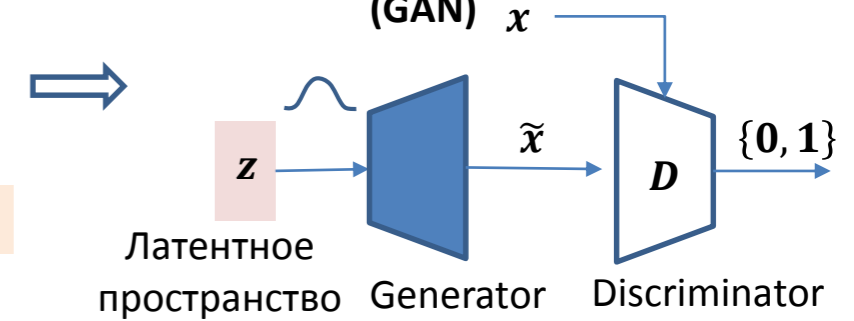 (GAN) x
z
x̃
D
{0, 1}
Латентное
пространство
Generator
Discriminator